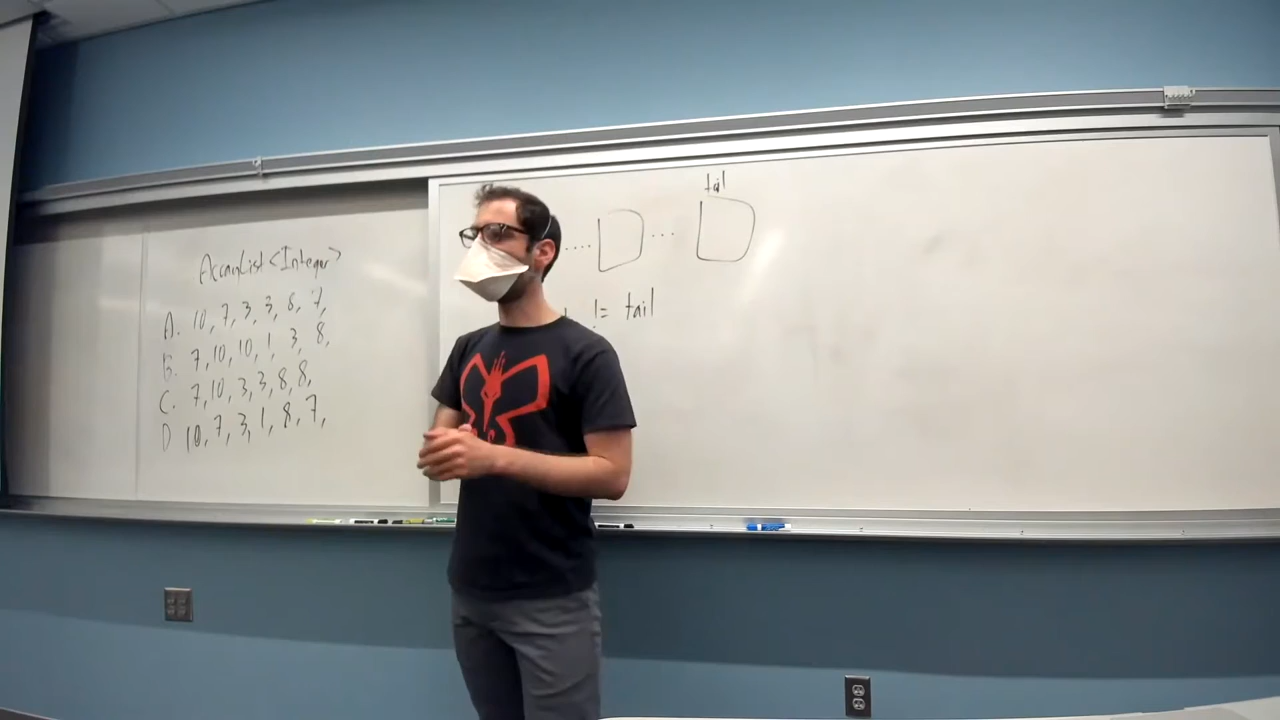 ArrayList<Integer>
A. 10, 7, 3, 3, 8, 7,
B. 7, 10, 10, 1, 3, 8,
C. 7, 10, 3, 3, 8, 8,
D 10, 7, 3, 1, 8, 7,
tail
.... ...
!= tail